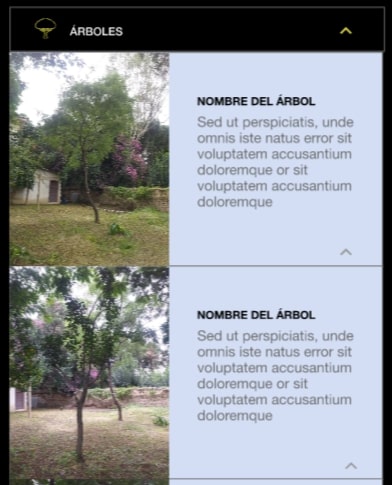 ÁRBOLES
NOMBRE DEL ÁRBOL
Sed ut perspiciatis, unde
omnis iste natus error sit
voluptatem accusantium
doloremque or sit
voluptatem accusantium
doloremque
NOMBRE DEL ÁRBOL
Sed ut perspiciatis, unde
omnis iste natus error sit
voluptatem accusantium
doloremque or sit
voluptatem accusantium
doloremque